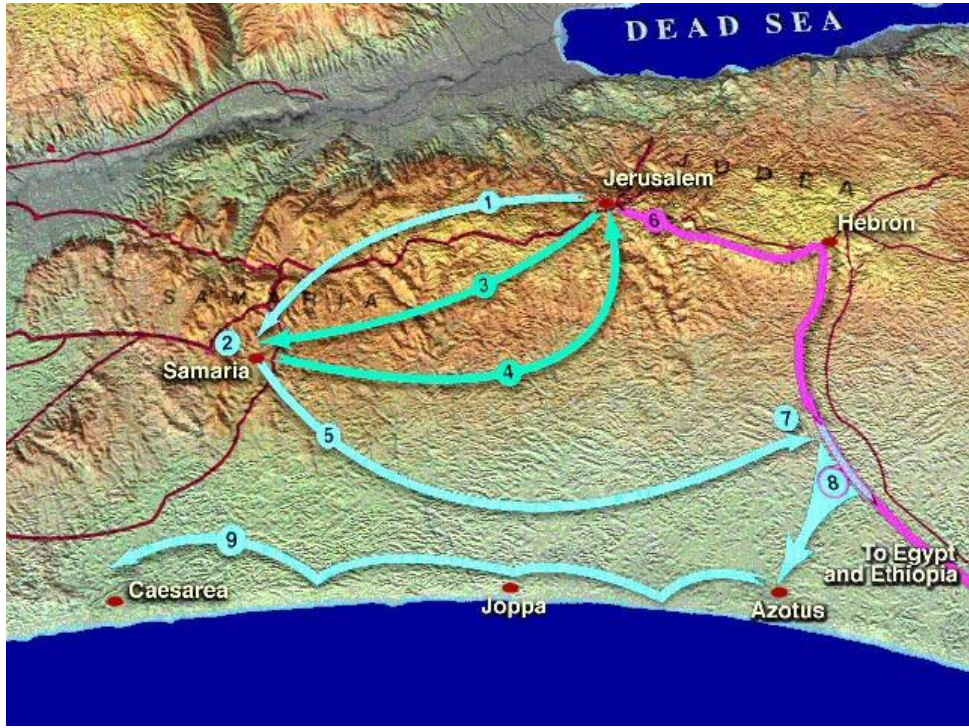 DEAD SEA
JUDEA
Jerusalem
1
6
Hebron
3
SAMARIA
2
Samaria
4
7
5
8
9
To Egypt
and Ethiopia
Caesarea
Joppa
Azotus